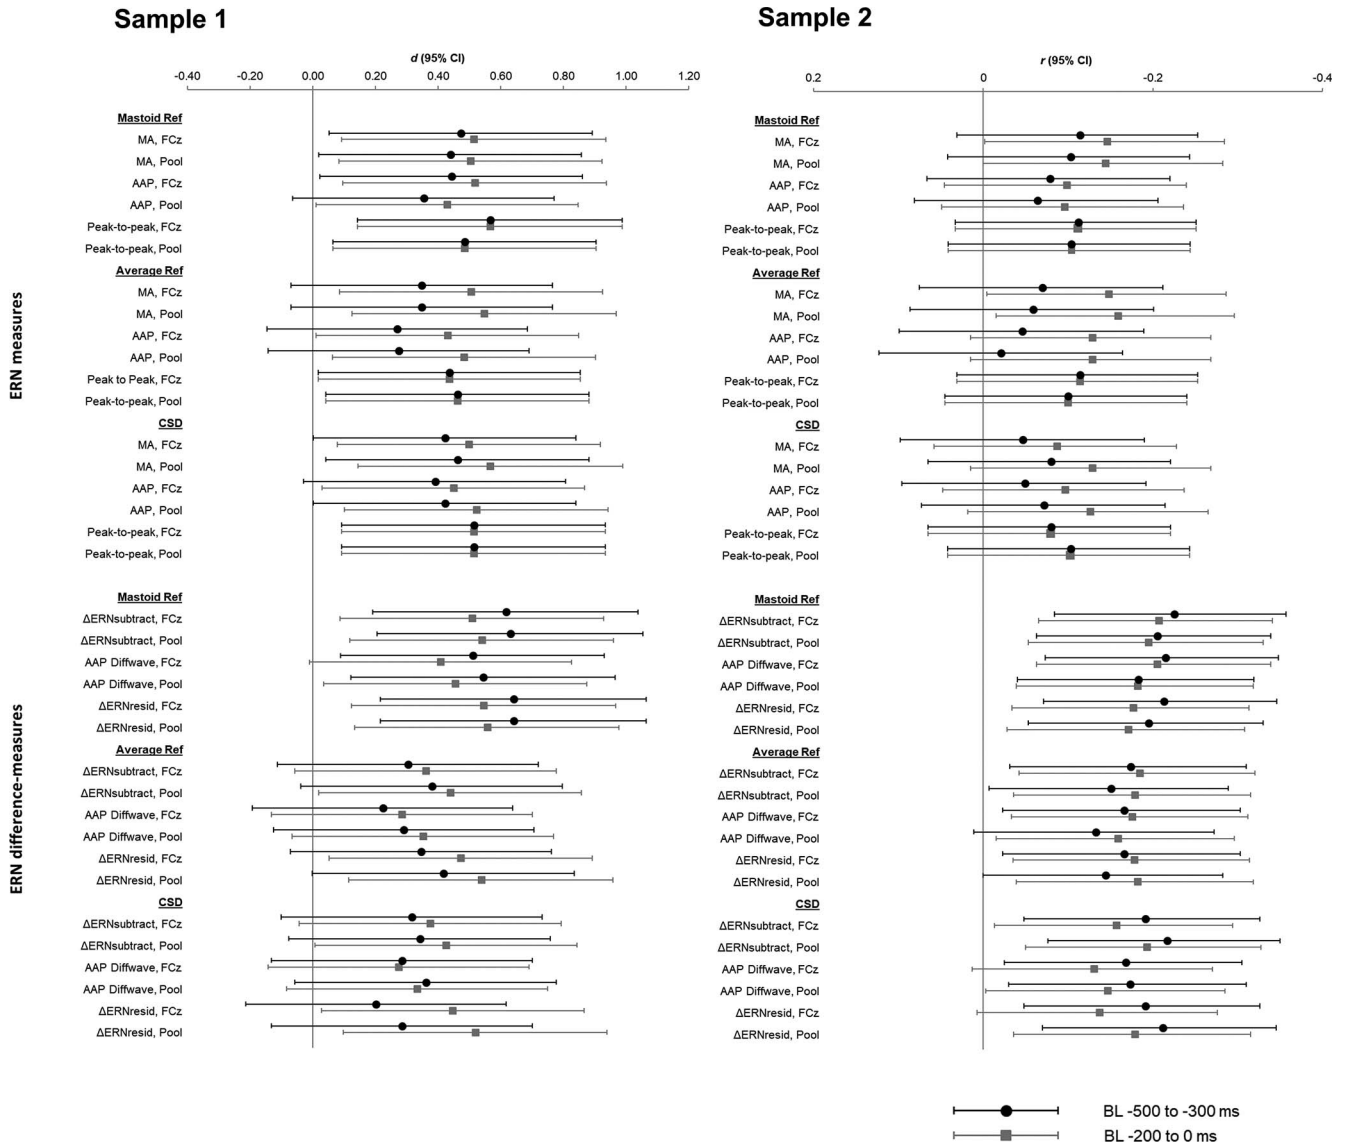 Sample 1
d (95% CI)
-0.40 -0.20 0.00 0.20 0.40 0.60 0.80 1.00 1.20
ERN measures
Mastoid Ref
MA, FCz
MA, Pool
AAP, FCz
AAP, Pool
Peak-to-peak, FCz
Peak-to-peak, Pool
Average Ref
MA, FCz
MA, Pool
AAP, FCz
AAP, Pool
Peak to Peak, FCz
Peak-to-peak, Pool
CSD
MA, FCz
MA, Pool
AAP, FCz
AAP, Pool
Peak-to-peak, FCz
Peak-to-peak, Pool
ERN difference-measures
Mastoid Ref
ΔERNsubtract, FCz
ΔERNsubtract, Pool
AAP Diffwave, FCz
AAP Diffwave, Pool
ΔERNresid, FCz
ΔERNresid, Pool
Average Ref
ΔERNsubtract, FCz
ΔERNsubtract, Pool
AAP Diffwave, FCz
AAP Diffwave, Pool
ΔERNresid, FCz
ΔERNresid, Pool
CSD
ΔERNsubtract, FCz
ΔERNsubtract, Pool
AAP Diffwave, FCz
AAP Diffwave, Pool
ΔERNresid, FCz
ΔERNresid, Pool
Sample 2
r (95% CI)
0.2 0 -0.2 -0.4
Mastoid Ref
MA, FCz
MA, Pool
AAP, FCz
AAP, Pool
Peak-to-peak, FCz
Peak-to-peak, Pool
Average Ref
MA, FCz
MA, Pool
AAP, FCz
AAP, Pool
Peak-to-peak, FCz
Peak-to-peak, Pool
CSD
MA, FCz
MA, Pool
AAP, FCz
AAP, Pool
Peak-to-peak, FCz
Peak-to-peak, Pool
Mastoid Ref
ΔERNsubtract, FCz
ΔERNsubtract, Pool
AAP Diffwave, FCz
AAP Diffwave, Pool
ΔERNresid, FCz
ΔERNresid, Pool
Average Ref
ΔERNsubtract, FCz
ΔERNsubtract, Pool
AAP Diffwave, FCz
AAP Diffwave, Pool
ΔERNresid, FCz
ΔERNresid, Pool
CSD
ΔERNsubtract, FCz
ΔERNsubtract, Pool
AAP Diffwave, FCz
AAP Diffwave, Pool
ΔERNresid, FCz
ΔERNresid, Pool
BL -500 to -300 ms
BL -200 to 0 ms